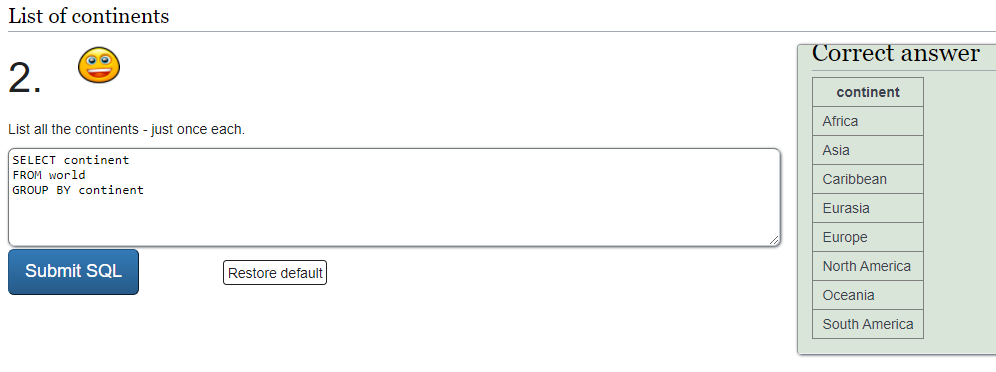 List of continents
2.
List all the continents - just once each.
SELECT continent
FROM world
GROUP BY continent
Submit SQL
Restore default
Correct answer
continent
Africa
Asia
Caribbean
Eurasia
Europe
North America
Oceania
South America